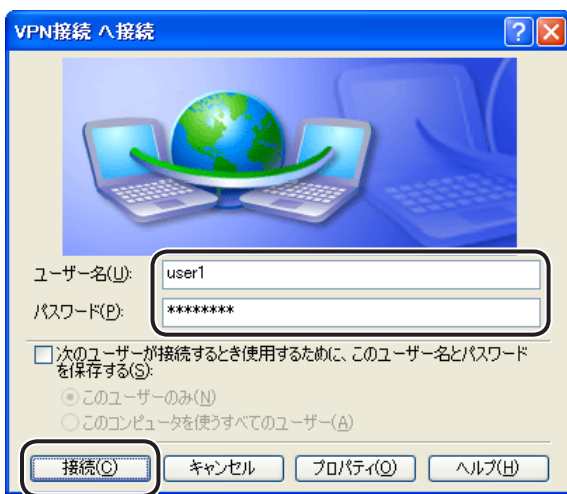 VPN接続 へ接続
ユーザー名(U):
user1
パスワード(P):
********
次のユーザーが接続するとき使用するために、このユーザー名とパスワード
を保存する(S):
このユーザーのみ(N)
このコンピュータを使うすべてのユーザー(A)
接続(C) キャンセル プロパティ(O) ヘルプ(H)